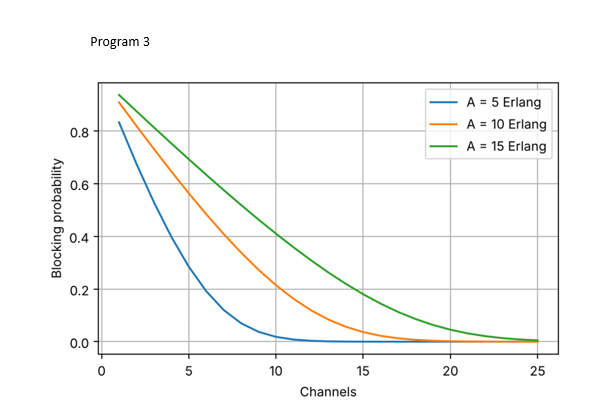 Program 3
A = 5 Erlang
A = 10 Erlang
A = 15 Erlang
Blocking probability
0.8
0.6
0.4
0.2
0.0
0 5 10 15 20 25
Channels